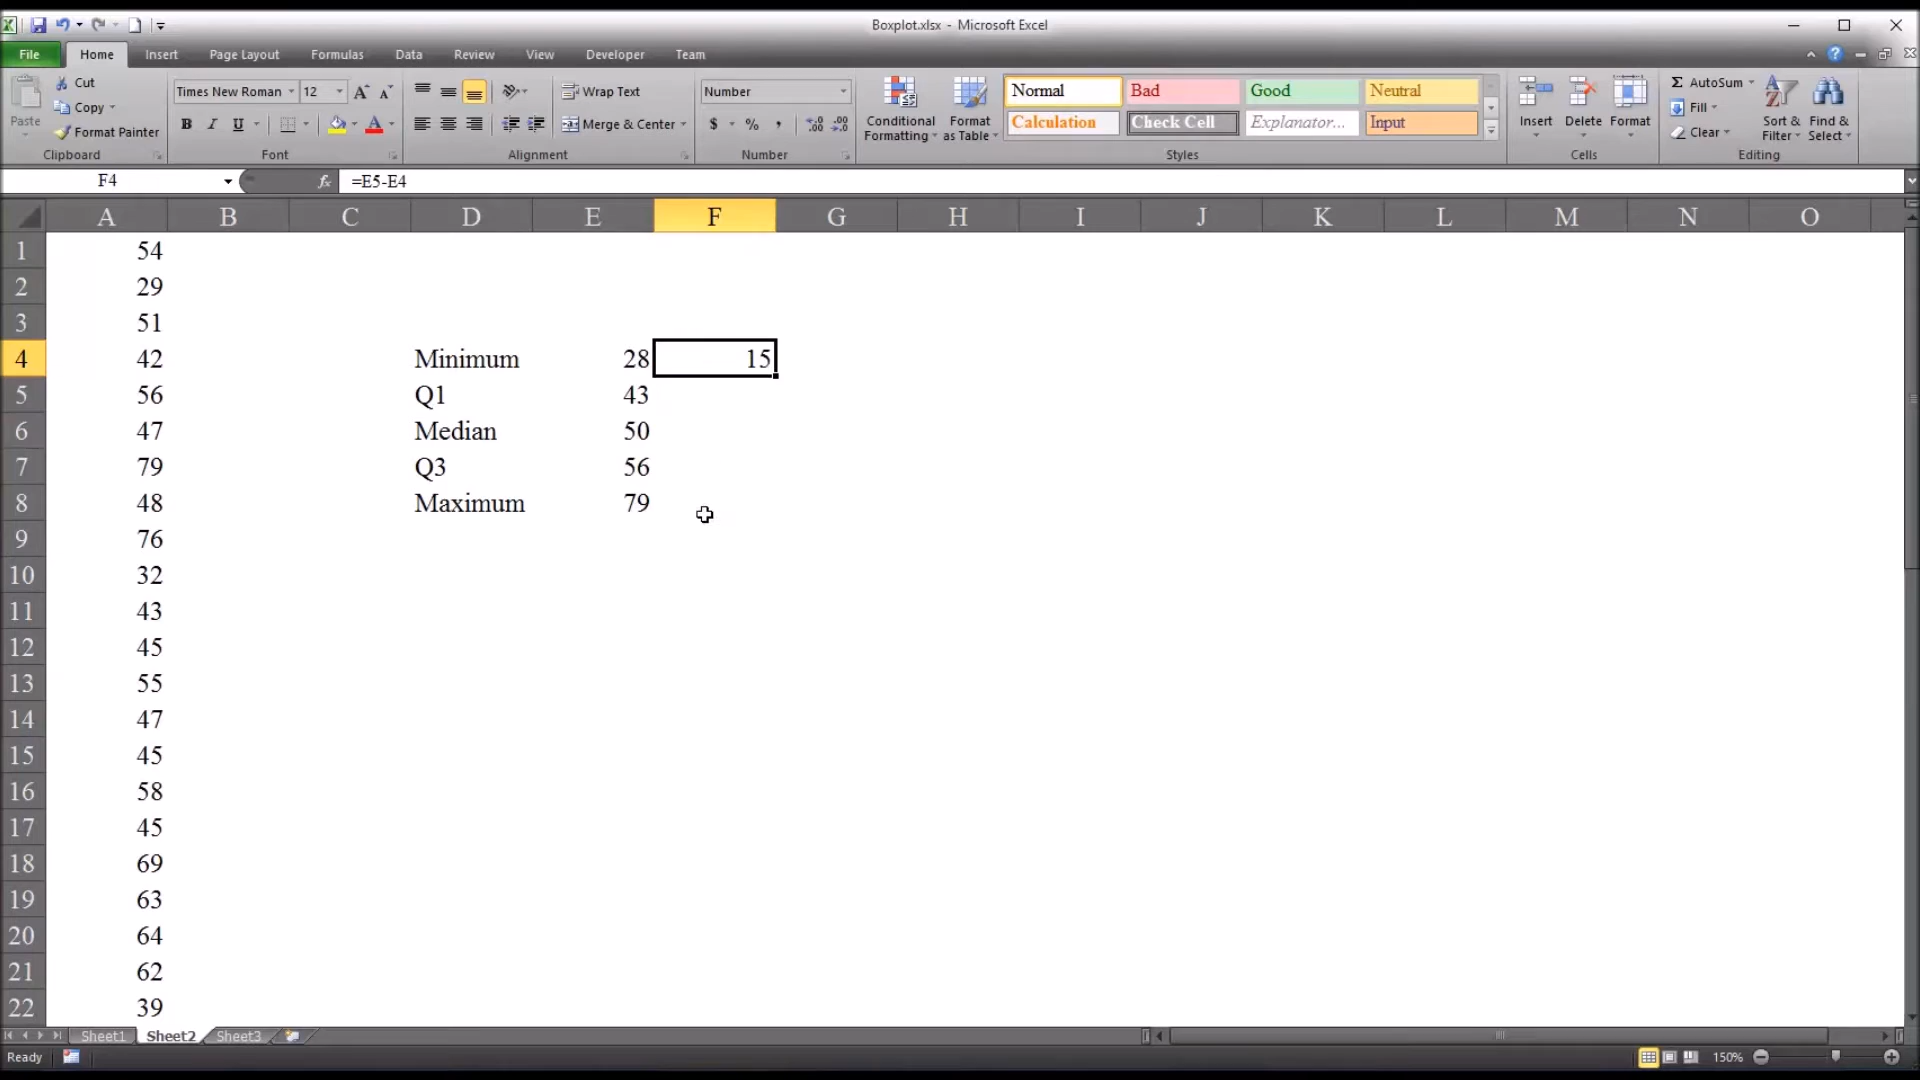 Boxplot.xlsx - Microsoft Excel
File Home Insert Page Layout Formulas Data Review View Developer Team
Paste
Cut
Copy
Format Painter
Clipboard
Times New Roman 12
A A
B I U A
Font
Wrap Text
Merge & Center
Alignment
Number
$ % , .00 .0
Number
Conditional Formatting
Format as Table
Normal Bad Good Neutral
Calculation Check Cell Explanator... Input
Styles
Insert Delete Format
Cells
Σ AutoSum
Fill
Clear
Sort & Filter
Find & Select
Editing
F4 fx =E5-E4
A B C D E F G H I J K L M N O
1 54
2 29
3 51
4 42 Minimum 28 15
5 56 Q1 43
6 47 Median 50
7 79 Q3 56
8 48 Maximum 79
9 76
10 32
11 43
12 45
13 55
14 47
15 45
16 58
17 45
18 69
19 63
20 64
21 62
22 39
Sheet1 Sheet2 Sheet3
Ready 150%